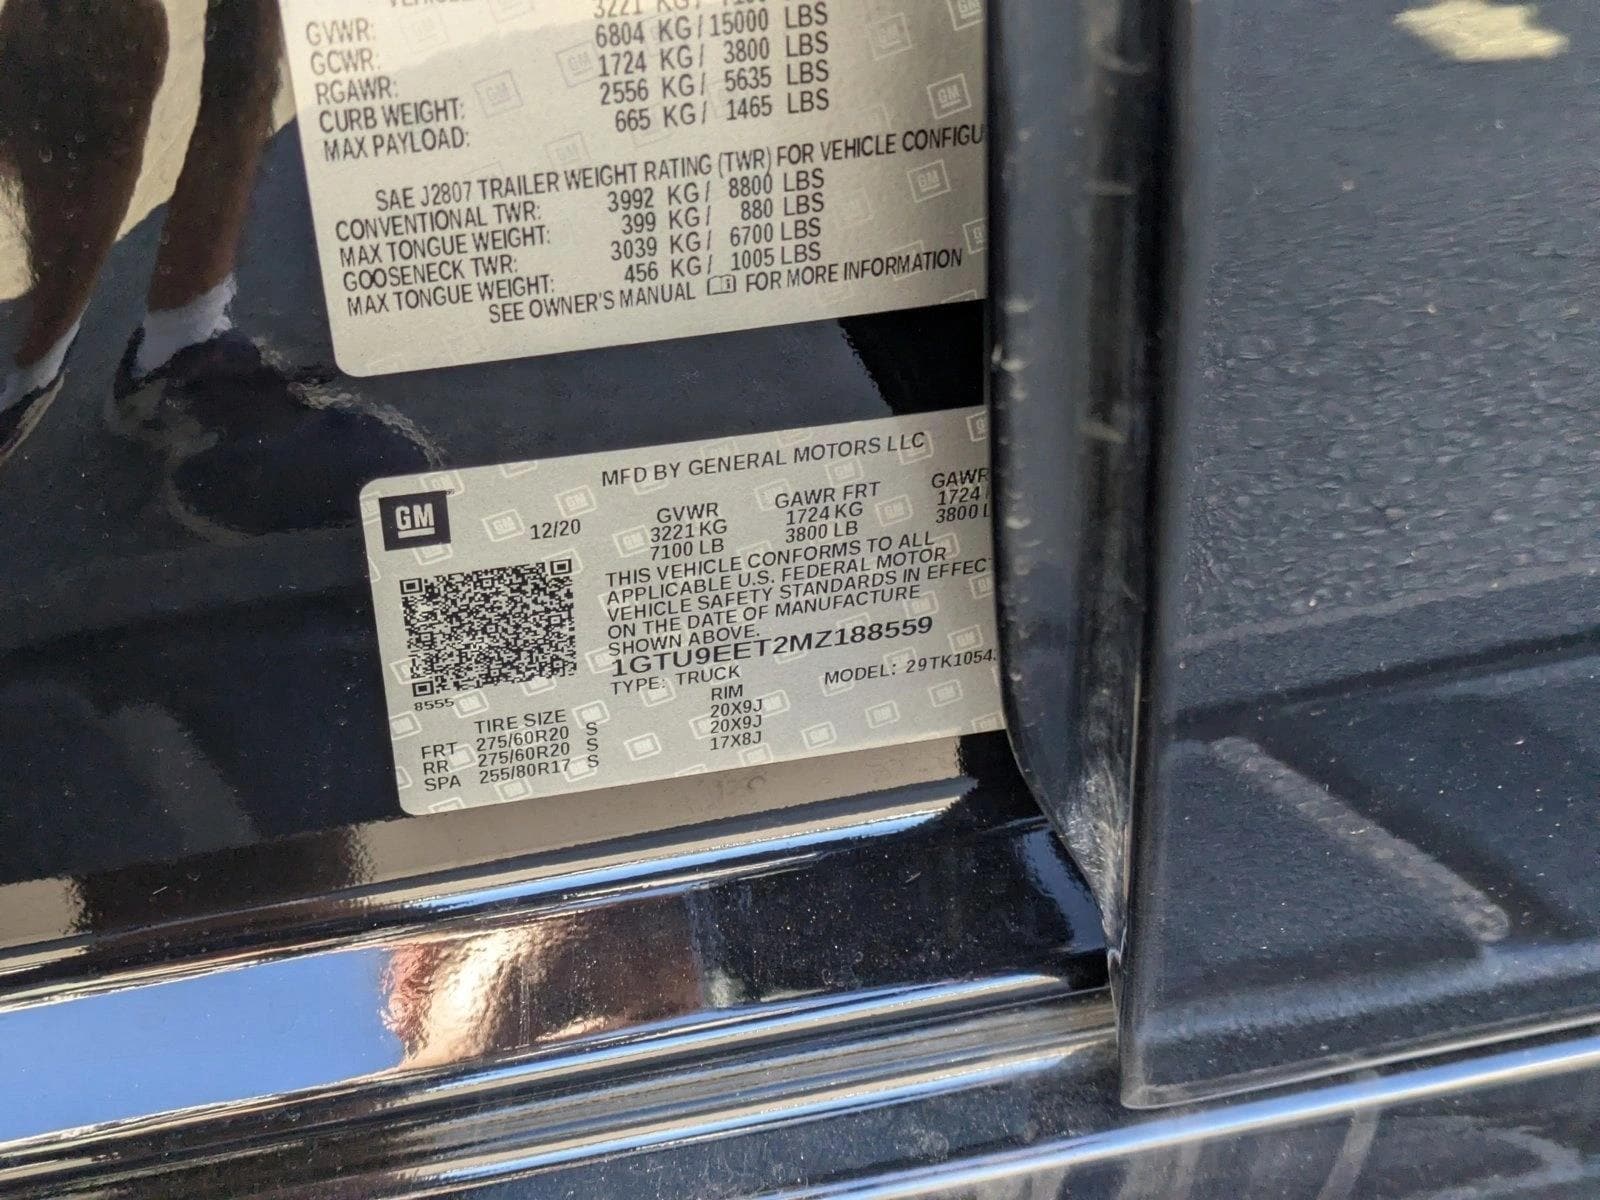 GVWR: 3221 KG /
GCWR: 6804 KG / 15000 LBS
RGAWR: 1724 KG / 3800 LBS
CURB WEIGHT: 2556 KG / 5635 LBS
MAX PAYLOAD: 665 KG / 1465 LBS
SAE J2807 TRAILER WEIGHT RATING (TWR) FOR VEHICLE CONFIGU
CONVENTIONAL TWR: 3992 KG / 8800 LBS
MAX TONGUE WEIGHT: 399 KG / 880 LBS
GOOSENECK TWR: 3039 KG / 6700 LBS
MAX TONGUE WEIGHT: 456 KG / 1005 LBS
SEE OWNER'S MANUAL FOR MORE INFORMATION
MFD BY GENERAL MOTORS LLC
GM
12/20 GVWR GAWR FRT GAWR
3221 KG 1724 KG 1724
7100 LB 3800 LB 3800 L
THIS VEHICLE CONFORMS TO ALL
APPLICABLE U.S. FEDERAL MOTOR
VEHICLE SAFETY STANDARDS IN EFFECT
ON THE DATE OF MANUFACTURE
SHOWN ABOVE.
1GTU9EET2MZ188559
TYPE: TRUCK MODEL: 29TK1054
8555
TIRE SIZE RIM
FRT 275/60R20 S 20X9J
RR 275/60R20 S 20X9J
SPA 255/80R17 S 17X8J